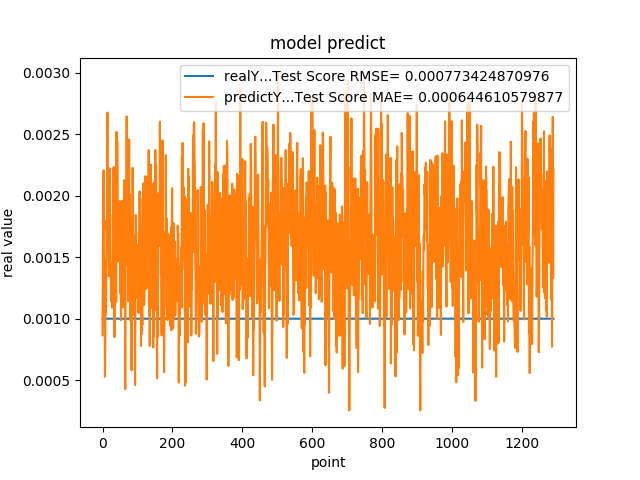 model predict
realY...Test Score RMSE= 0.000773424870976
predictY...Test Score MAE= 0.000644610579877
real value
0.0030
0.0025
0.0020
0.0015
0.0010
0.0005
0 200 400 600 800 1000 1200
point